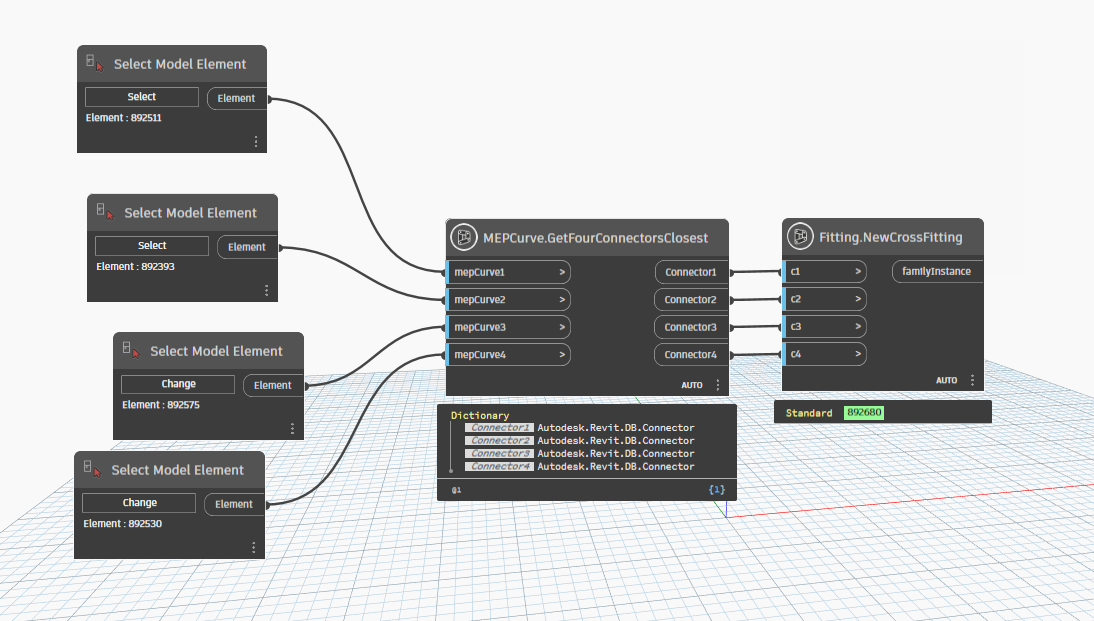 Select Model Element
Select
Element
Element : 892511
Select Model Element
Select
Element
Element : 892393
Select Model Element
Change
Element
Element : 892575
Select Model Element
Change
Element
Element : 892530
MEPCurve.GetFourConnectorsClosest
mepCurve1 >
Connector1
mepCurve2 >
Connector2
mepCurve3 >
Connector3
mepCurve4 >
Connector4
AUTO
Dictionary
Connector1 Autodesk.Revit.DB.Connector
Connector2 Autodesk.Revit.DB.Connector
Connector3 Autodesk.Revit.DB.Connector
Connector4 Autodesk.Revit.DB.Connector
@1
{1}
Fitting.NewCrossFitting
c1 >
familyInstance
c2 >
c3 >
c4 >
AUTO
Standard 892680